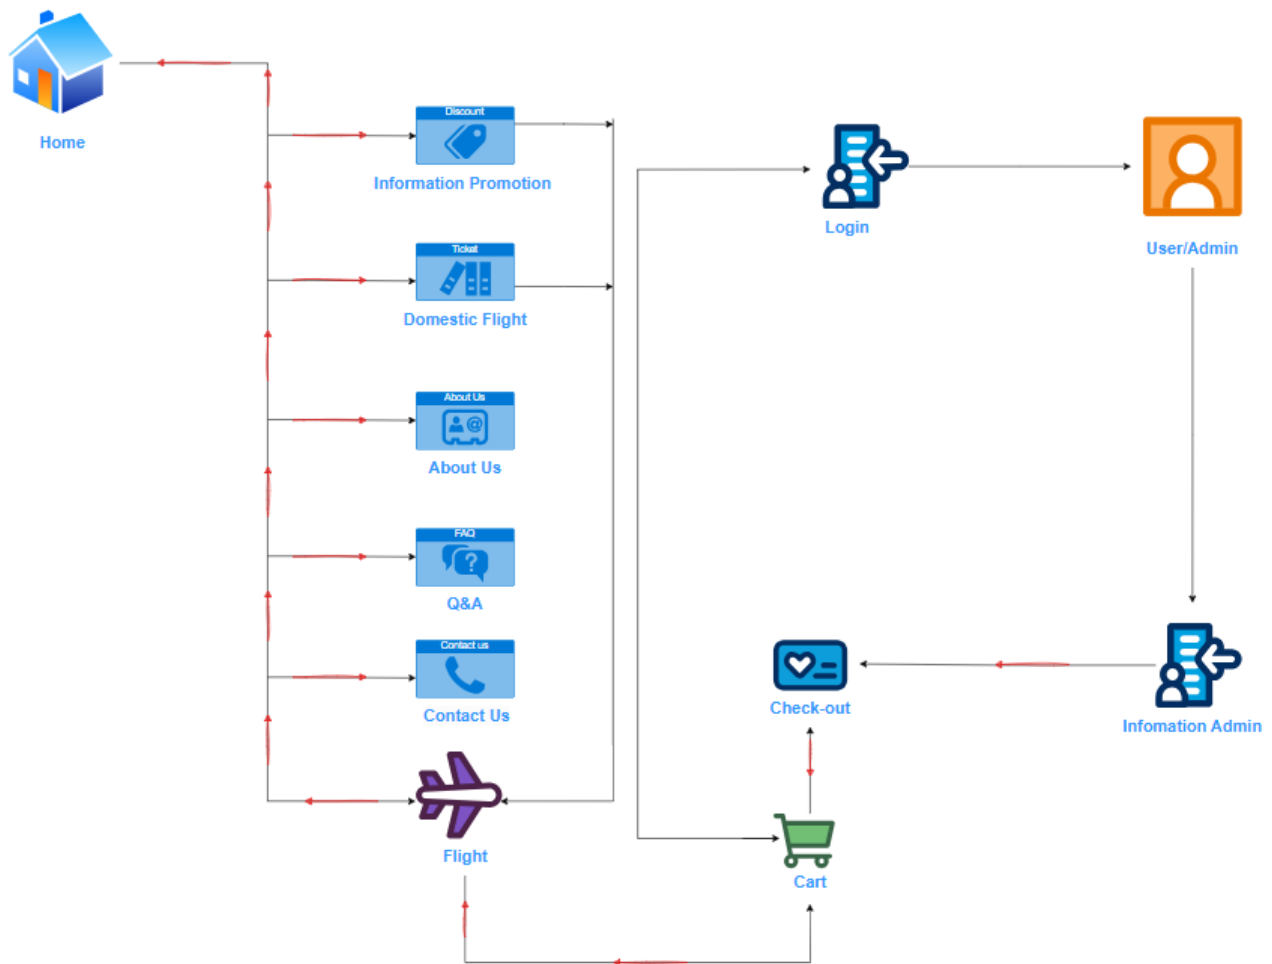 Home
Discount
Information Promotion
Ticket
Domestic Flight
About Us
About Us
FAQ
Q&A
Contact us
Contact Us
Flight
Login
User/Admin
Check-out
Infomation Admin
Cart